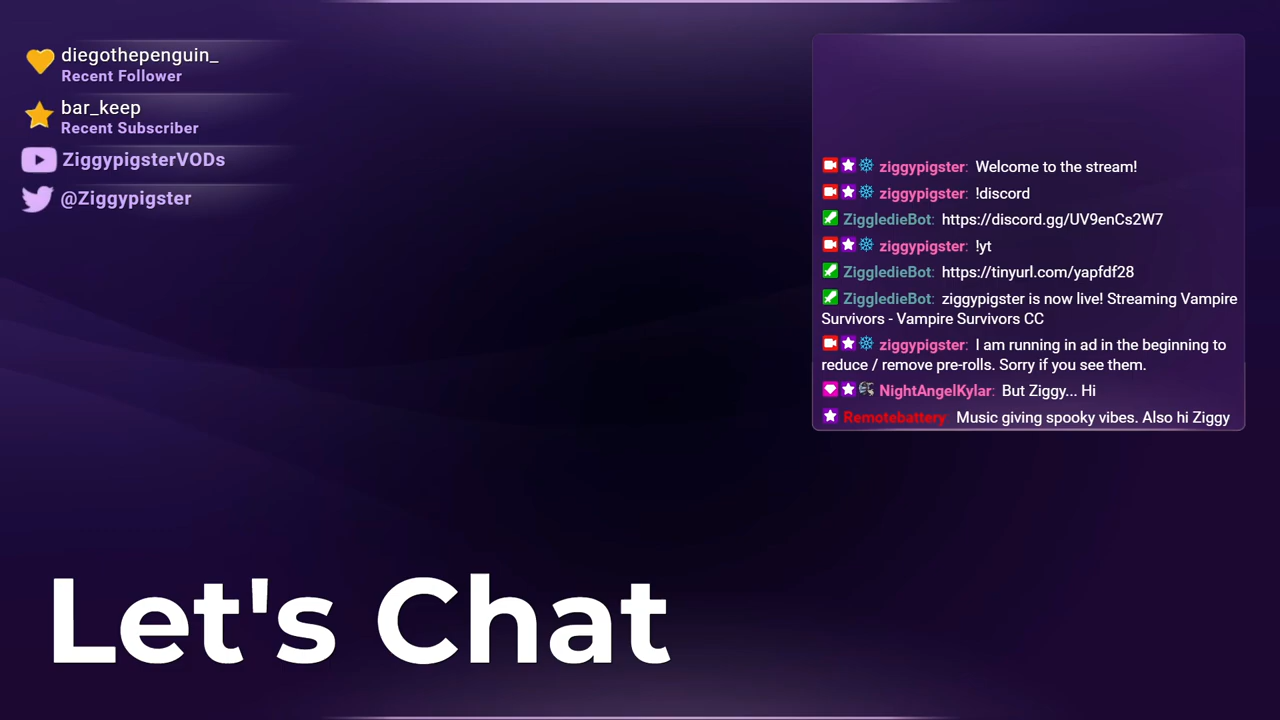 diegothepenguin_
Recent Follower
bar_keep
Recent Subscriber
ZiggypigsterVODs
@Ziggypigster
ziggypigster: Welcome to the stream!
ziggypigster: !discord
ZiggledieBot: https://discord.gg/UV9enCs2W7
ziggypigster: !yt
ZiggledieBot: https://tinyurl.com/yapfdf28
ZiggledieBot: ziggypigster is now live! Streaming Vampire
Survivors - Vampire Survivors CC
ziggypigster: I am running in ad in the beginning to
reduce / remove pre-rolls. Sorry if you see them.
NightAngelKylar: But Ziggy... Hi
Remotebattery: Music giving spooky vibes. Also hi Ziggy
Let's Chat